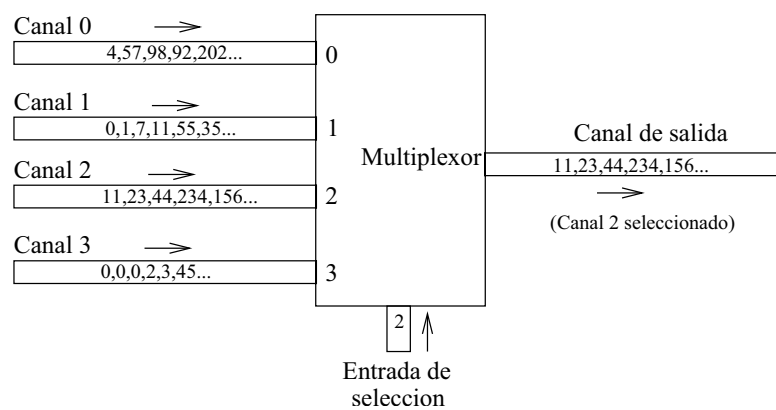 Canal 0
4,57,98,92,202...
0
Canal 1
0,1,7,11,55,35...
1
Canal 2
11,23,44,234,156...
2
Canal 3
0,0,0,2,3,45...
3
Multiplexor
Canal de salida
11,23,44,234,156...
(Canal 2 seleccionado)
2
Entrada de
seleccion